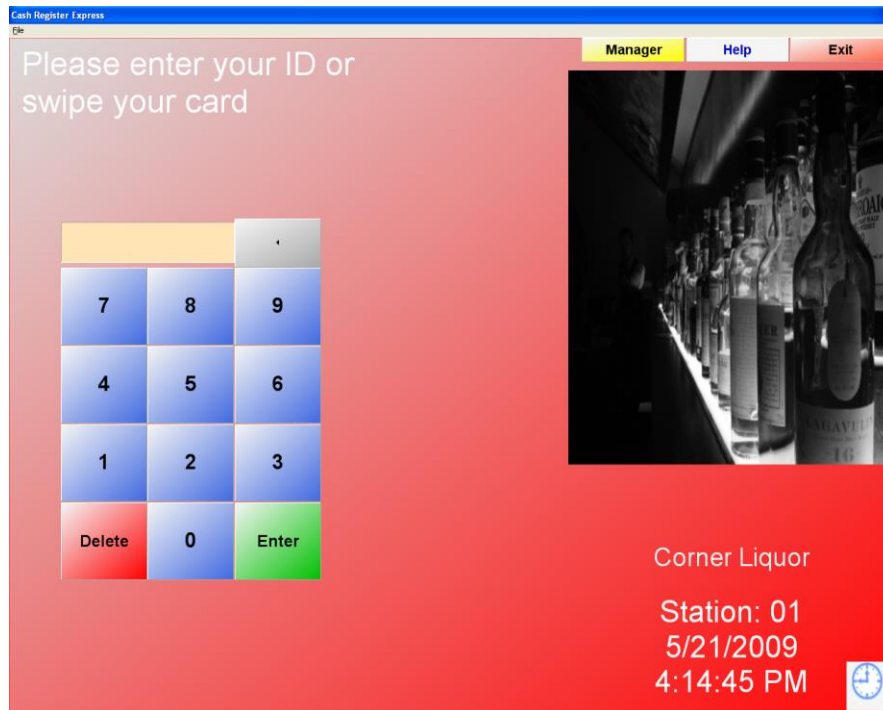 Cash Register Express
File
Manager Help Exit
Please enter your ID or
swipe your card
7 8 9
4 5 6
1 2 3
Delete 0 Enter
LAGAVULIN
16
Corner Liquor
Station: 01
5/21/2009
4:14:45 PM